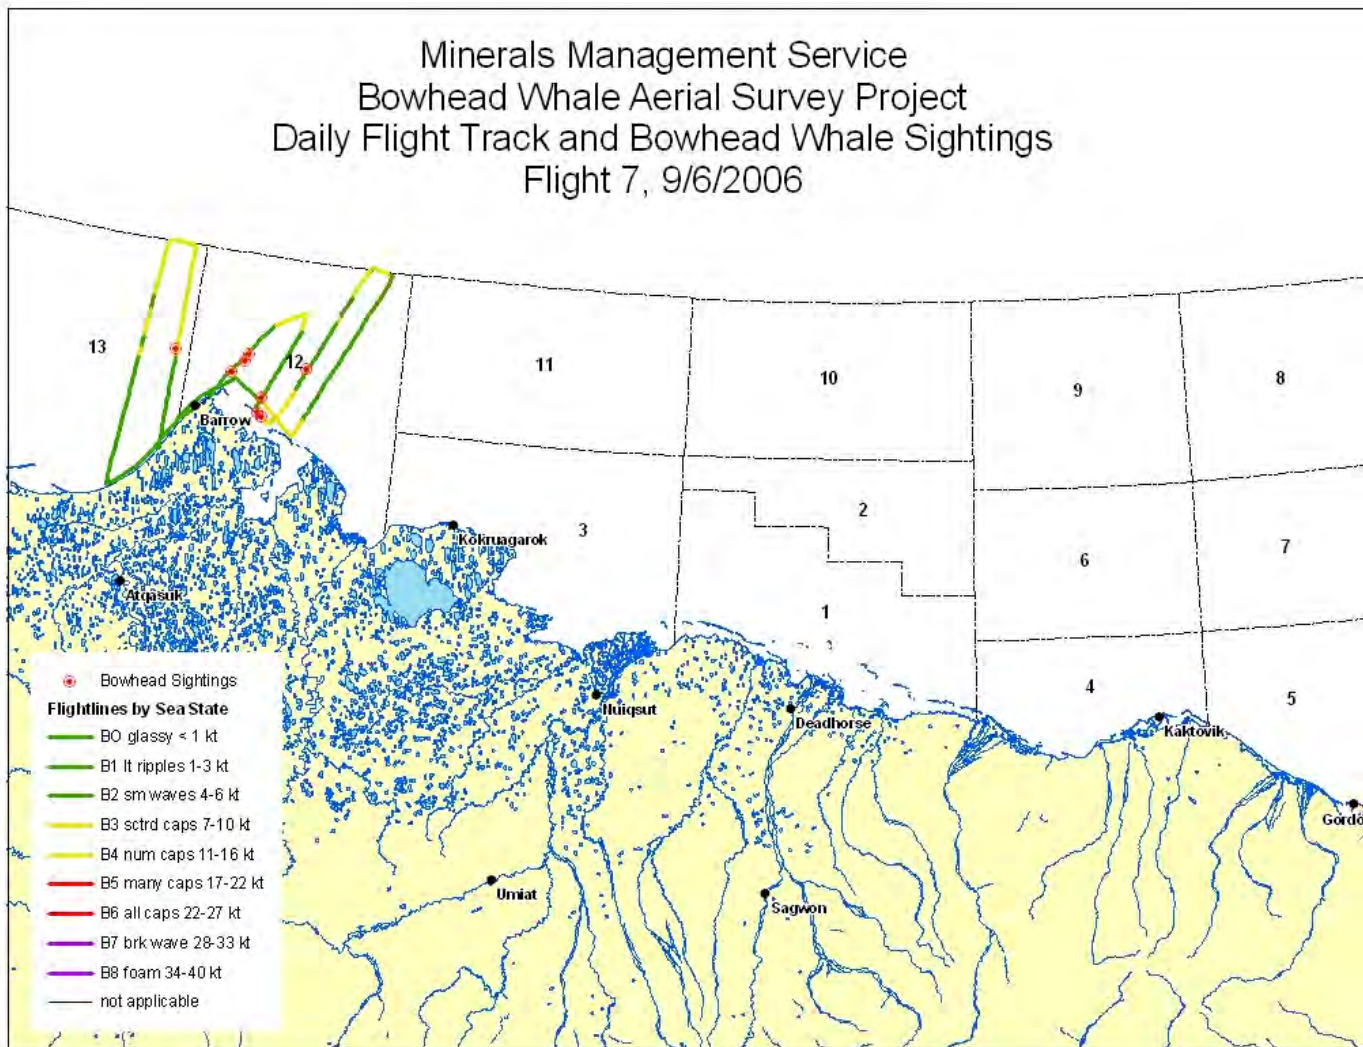 Minerals Management Service
Bowhead Whale Aerial Survey Project
Daily Flight Track and Bowhead Whale Sightings
Flight 7, 9/6/2006
13
12
11
10
9
8
Barrow
3
2
6
7
Kokruagarok
Atqasuk
1
4
5
Nuiqsut
Deadhorse
Kaktovik
Gordo
Umiat
Sagwon
Bowhead Sightings
Flightlines by Sea State
B0 glassy < 1 kt
B1 lt ripples 1-3 kt
B2 sm waves 4-6 kt
B3 sctrd caps 7-10 kt
B4 num caps 11-16 kt
B5 many caps 17-22 kt
B6 all caps 22-27 kt
B7 brk wave 28-33 kt
B8 foam 34-40 kt
not applicable